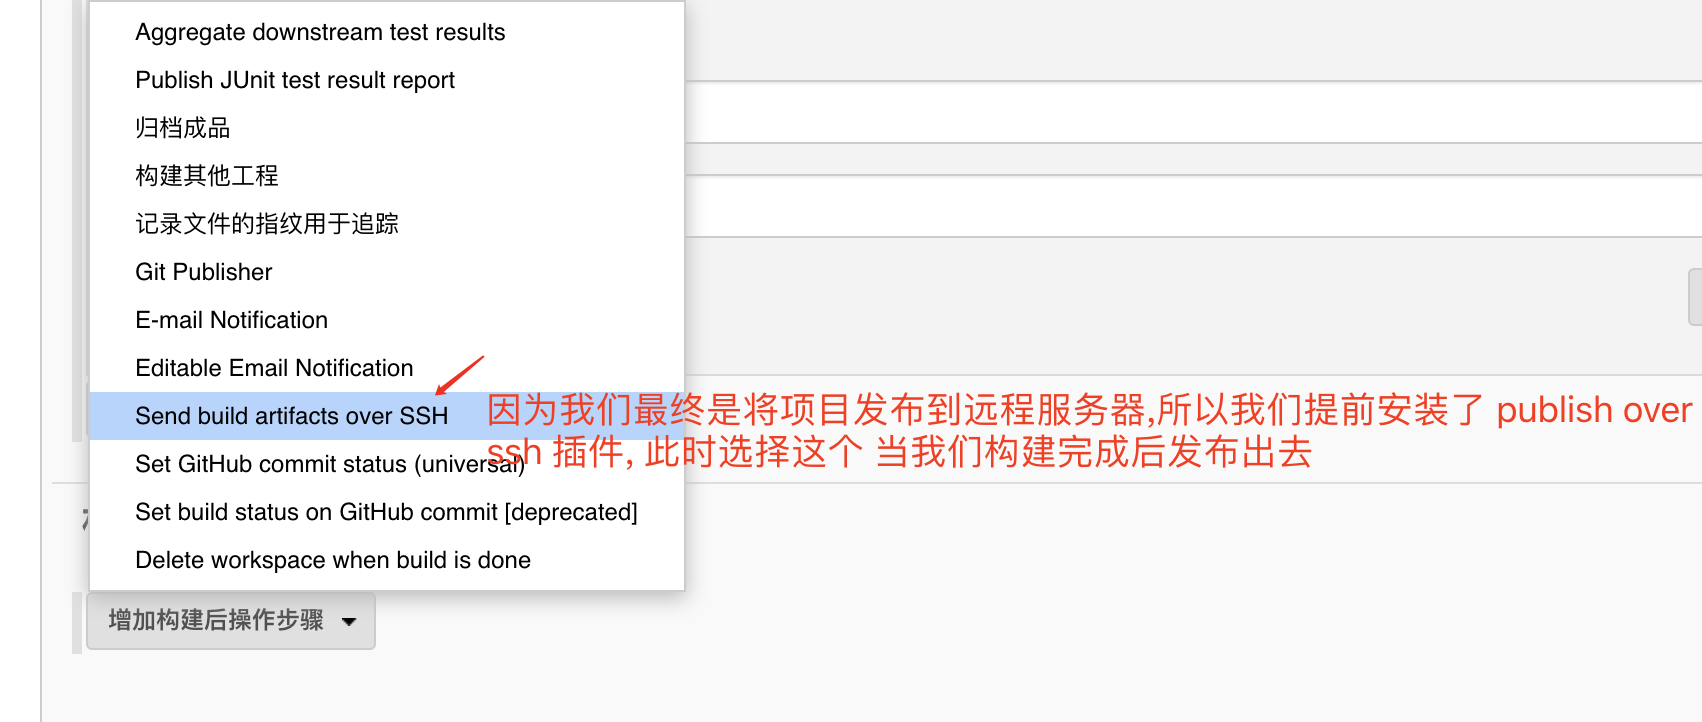 Aggregate downstream test results
Publish JUnit test result report
归档成品
构建其他工程
记录文件的指纹用于追踪
Git Publisher
E-mail Notification
Editable Email Notification
Send build artifacts over SSH
因为我们最终是将项目发布到远程服务器,所以我们提前安装了 publish over
ssh 插件, 此时选择这个 当我们构建完成后发布出去
Set GitHub commit status (universal)
Set build status on GitHub commit [deprecated]
Delete workspace when build is done
增加构建后操作步骤